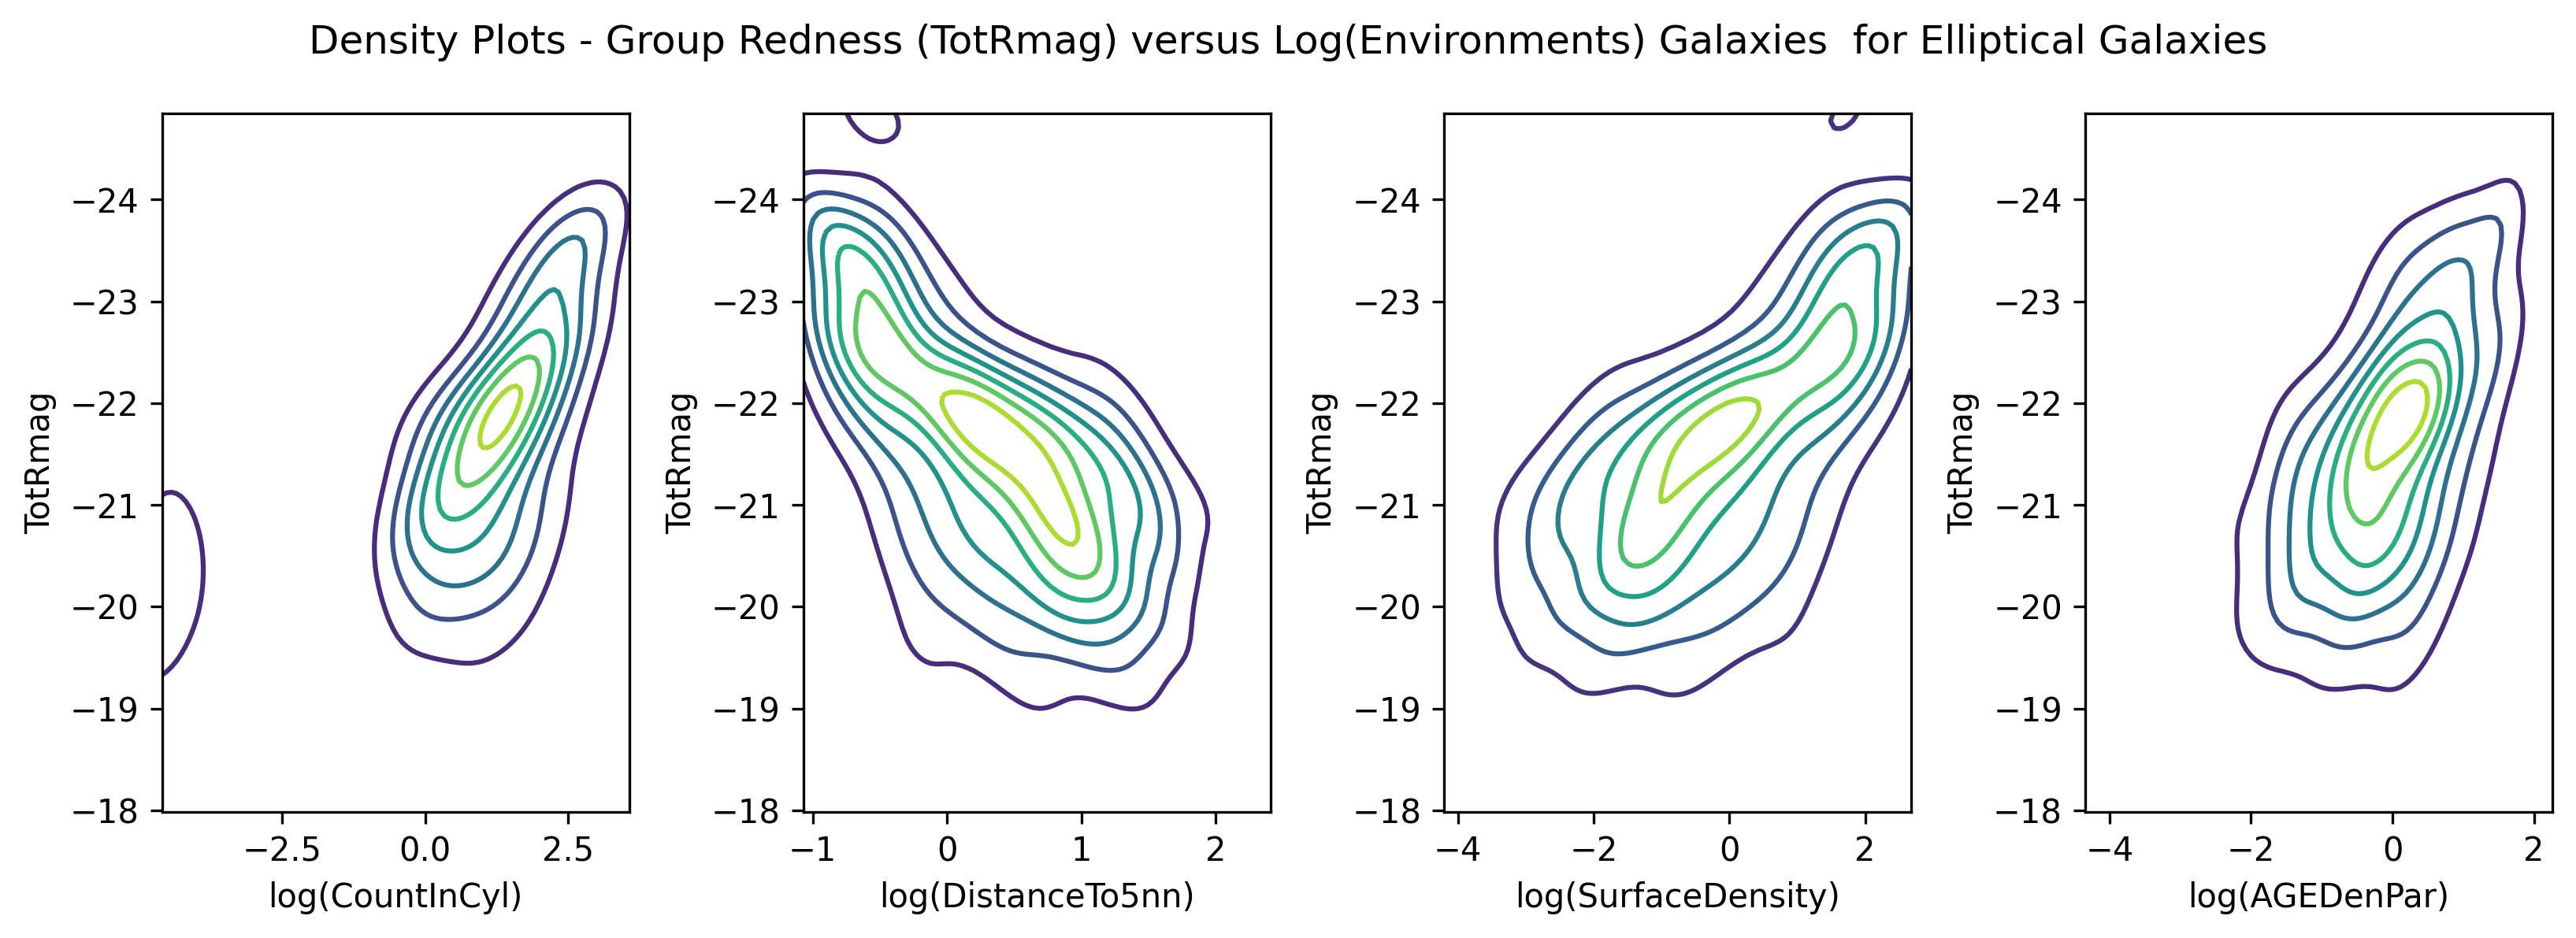 Density Plots - Group Redness (TotRmag) versus Log(Environments) Galaxies  for Elliptical Galaxies
TotRmag
−24
−23
−22
−21
−20
−19
−18
−2.5 0.0 2.5
log(CountInCyl)
TotRmag
−24
−23
−22
−21
−20
−19
−18
−1 0 1 2
log(DistanceTo5nn)
TotRmag
−24
−23
−22
−21
−20
−19
−18
−4 −2 0 2
log(SurfaceDensity)
TotRmag
−24
−23
−22
−21
−20
−19
−18
−4 −2 0 2
log(AGEDenPar)